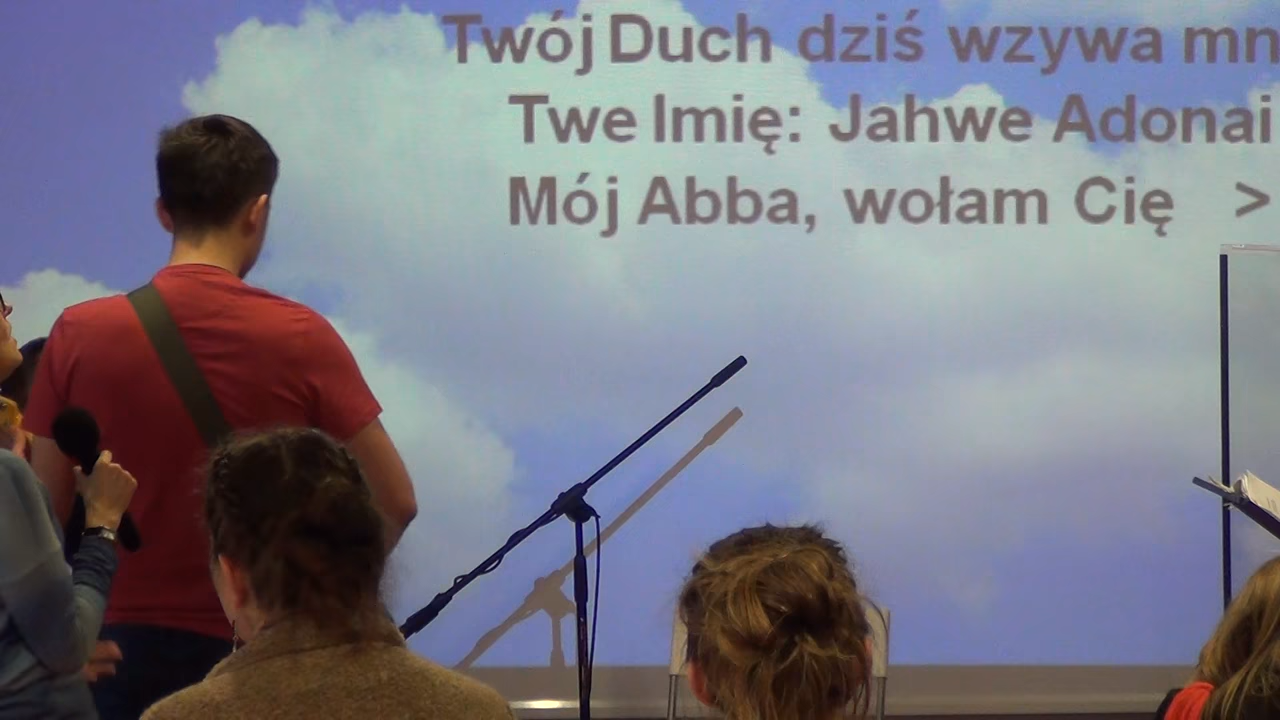 Twój Duch dziś wzywa
Twe Imię: Jahwe Adonai
Mój Abba, wołam Cię >